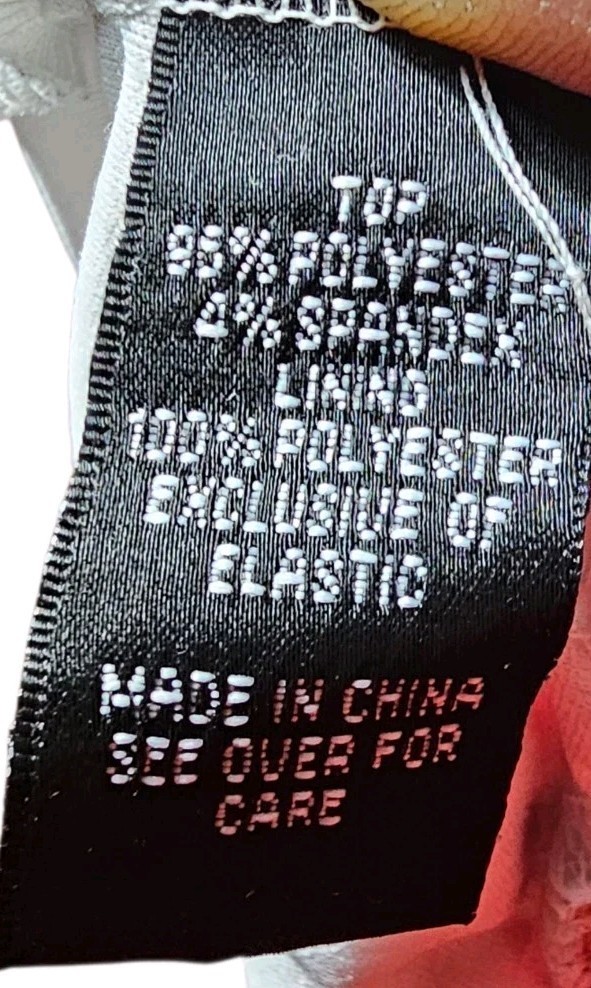 TOP
96% POLYESTER
4% SPANDEX
LINING
100% POLYESTER
EXCLUSIVE OF
ELASTIC
MADE IN CHINA
SEE OVER FOR
CARE